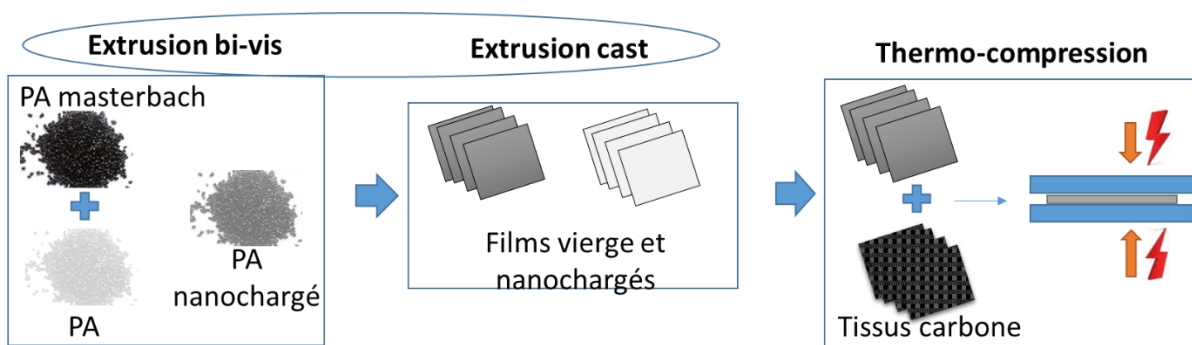 Extrusion bi-vis
Extrusion cast
Thermo-compression
PA masterbach
PA
nanochargé
PA
Films vierge et
nanochargés
Tissus carbone